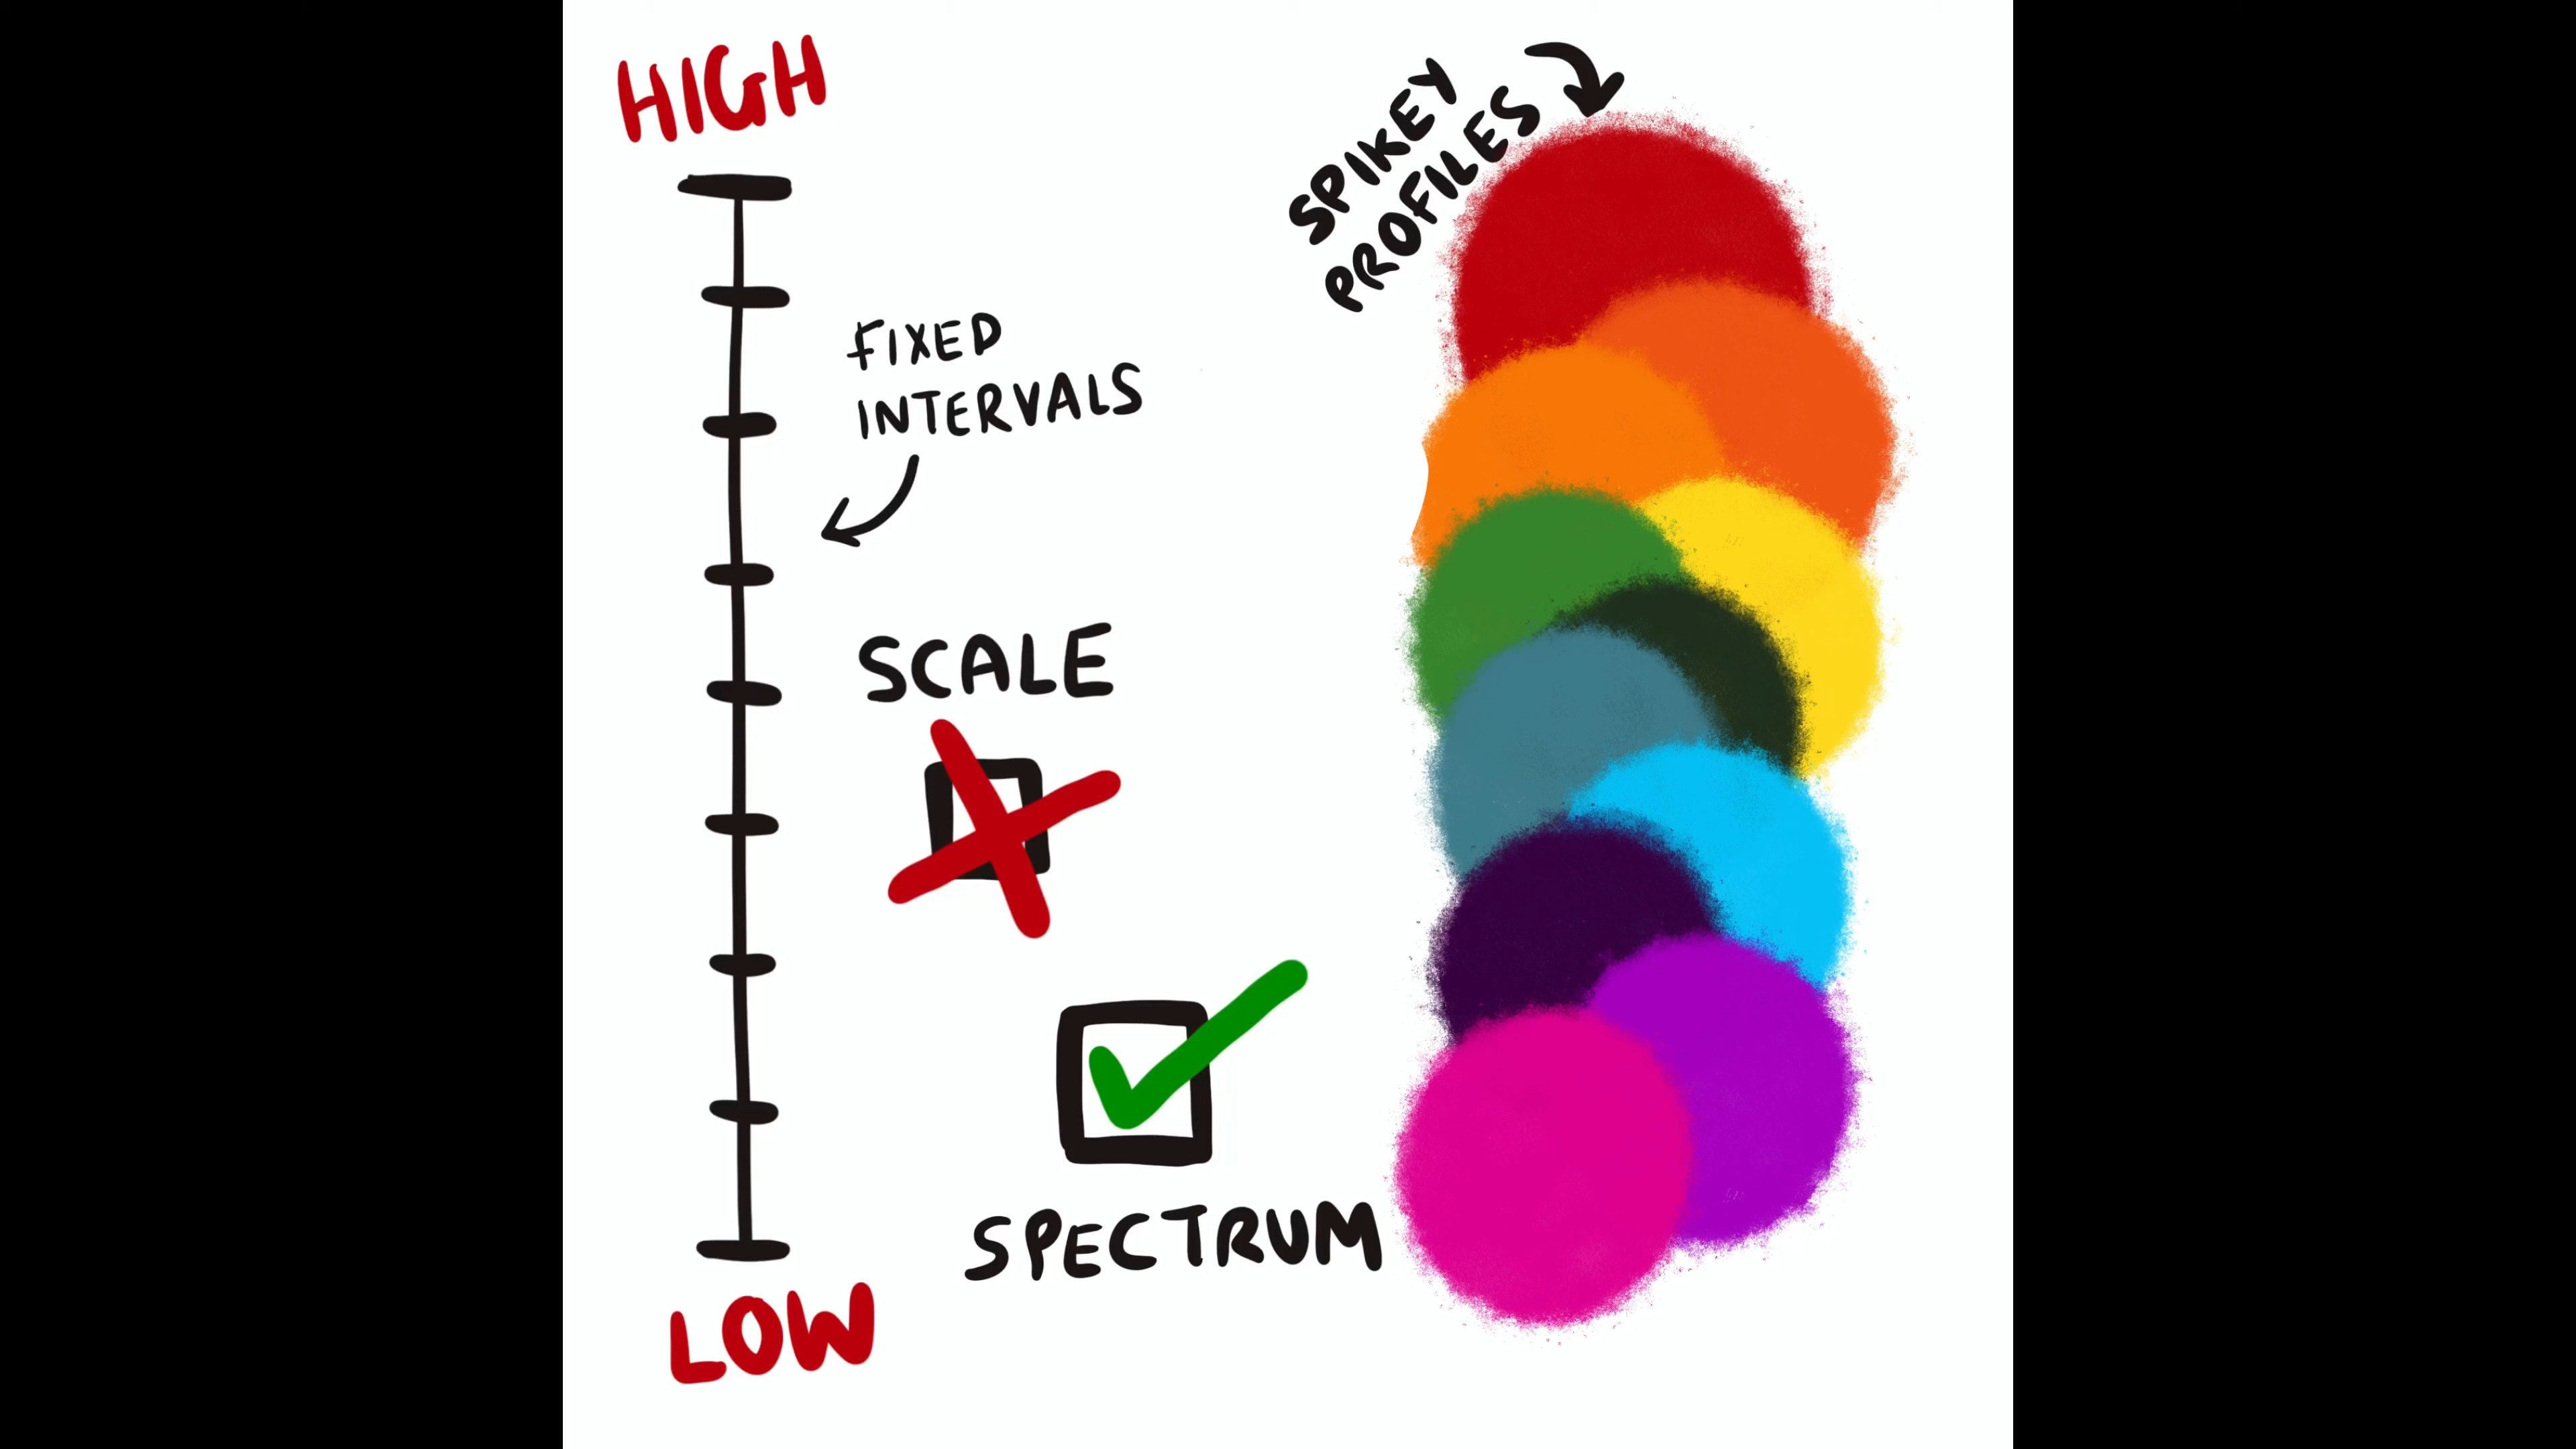 HIGH
FIXED
INTERVALS
SCALE
SPECTRUM
LOW
SPIKEY
PROFILES